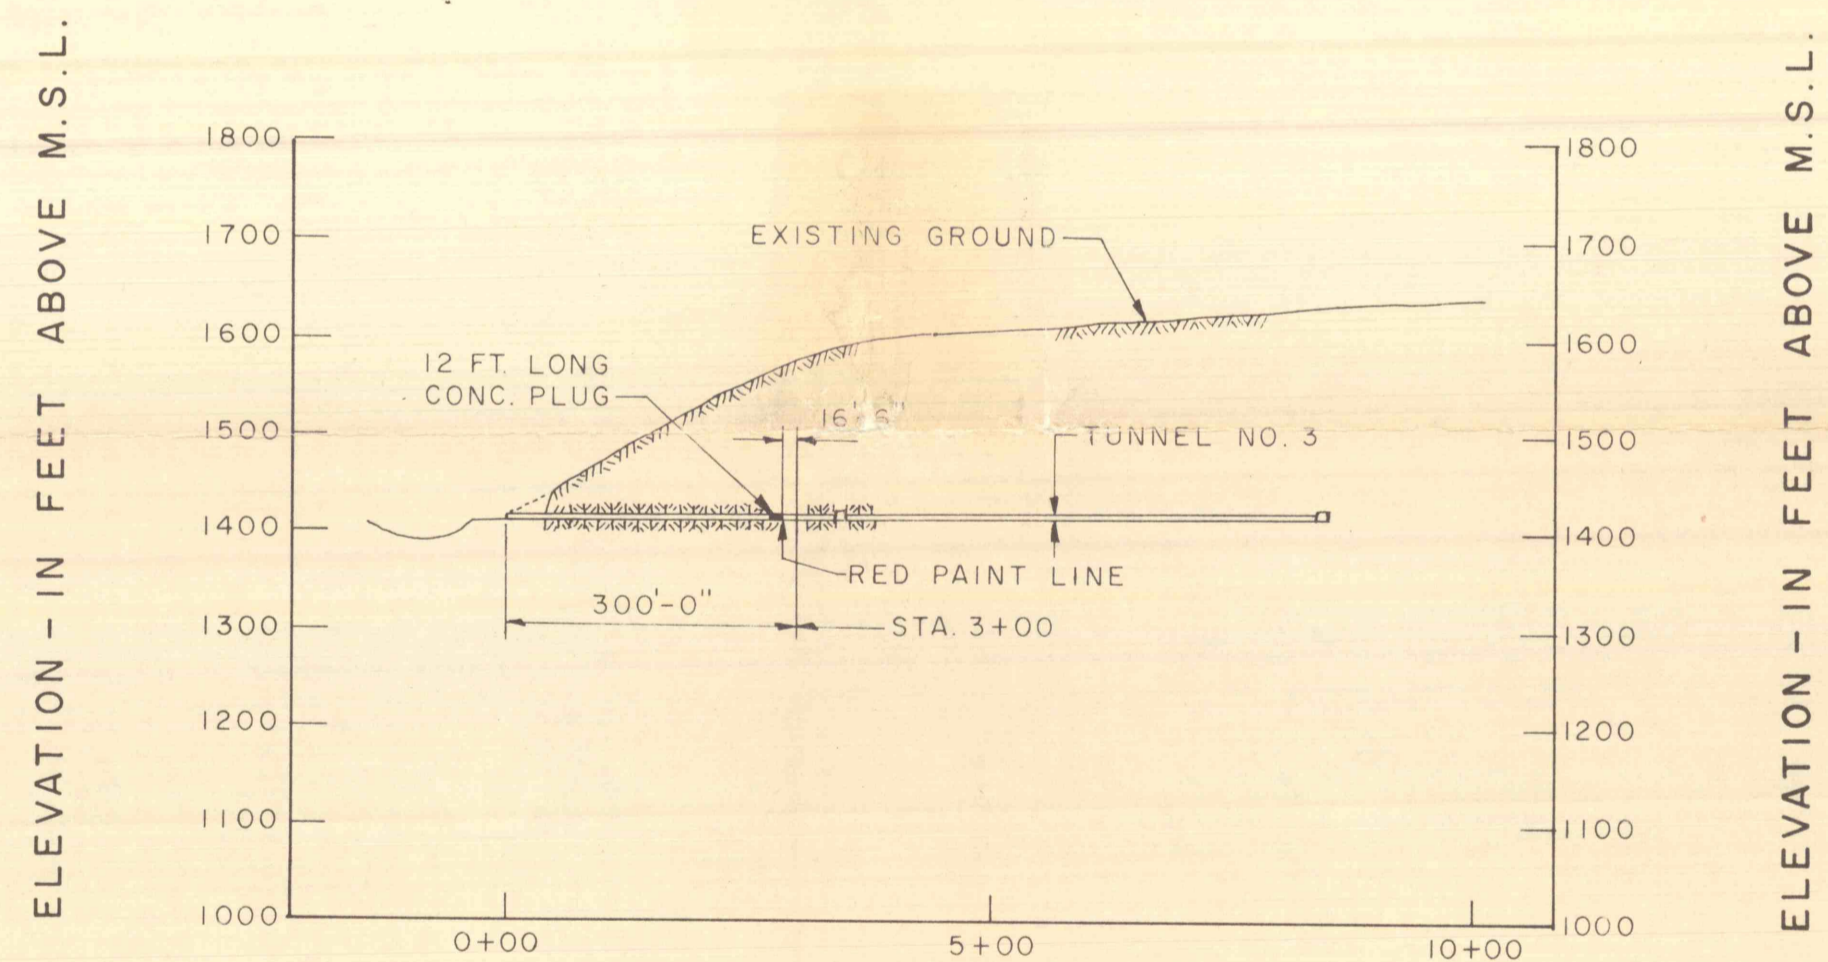 ELEVATION - IN FEET ABOVE M.S.L.
1800
1700
1600
1500
1400
1300
1200
1100
1000
EXISTING GROUND
12 FT. LONG
CONC. PLUG
16'-6"
TUNNEL NO. 3
RED PAINT LINE
300'-0"
STA. 3+00
0+00
5+00
10+00
1800
1700
1600
1500
1400
1300
1200
1100
1000
ELEVATION - IN FEET ABOVE M.S.L.